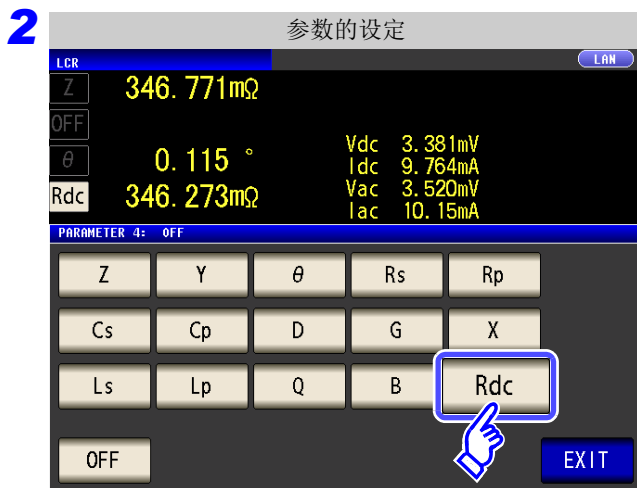 2
参数的设定
LCR
LAN
Z 346.771mΩ
OFF
θ 0.115 °
Vdc 3.381mV
Idc 9.764mA
Rdc 346.273mΩ
Vac 3.520mV
Iac 10.15mA
PARAMETER 4: OFF
Z Y θ Rs Rp
Cs Cp D G X
Ls Lp Q B Rdc
OFF EXIT